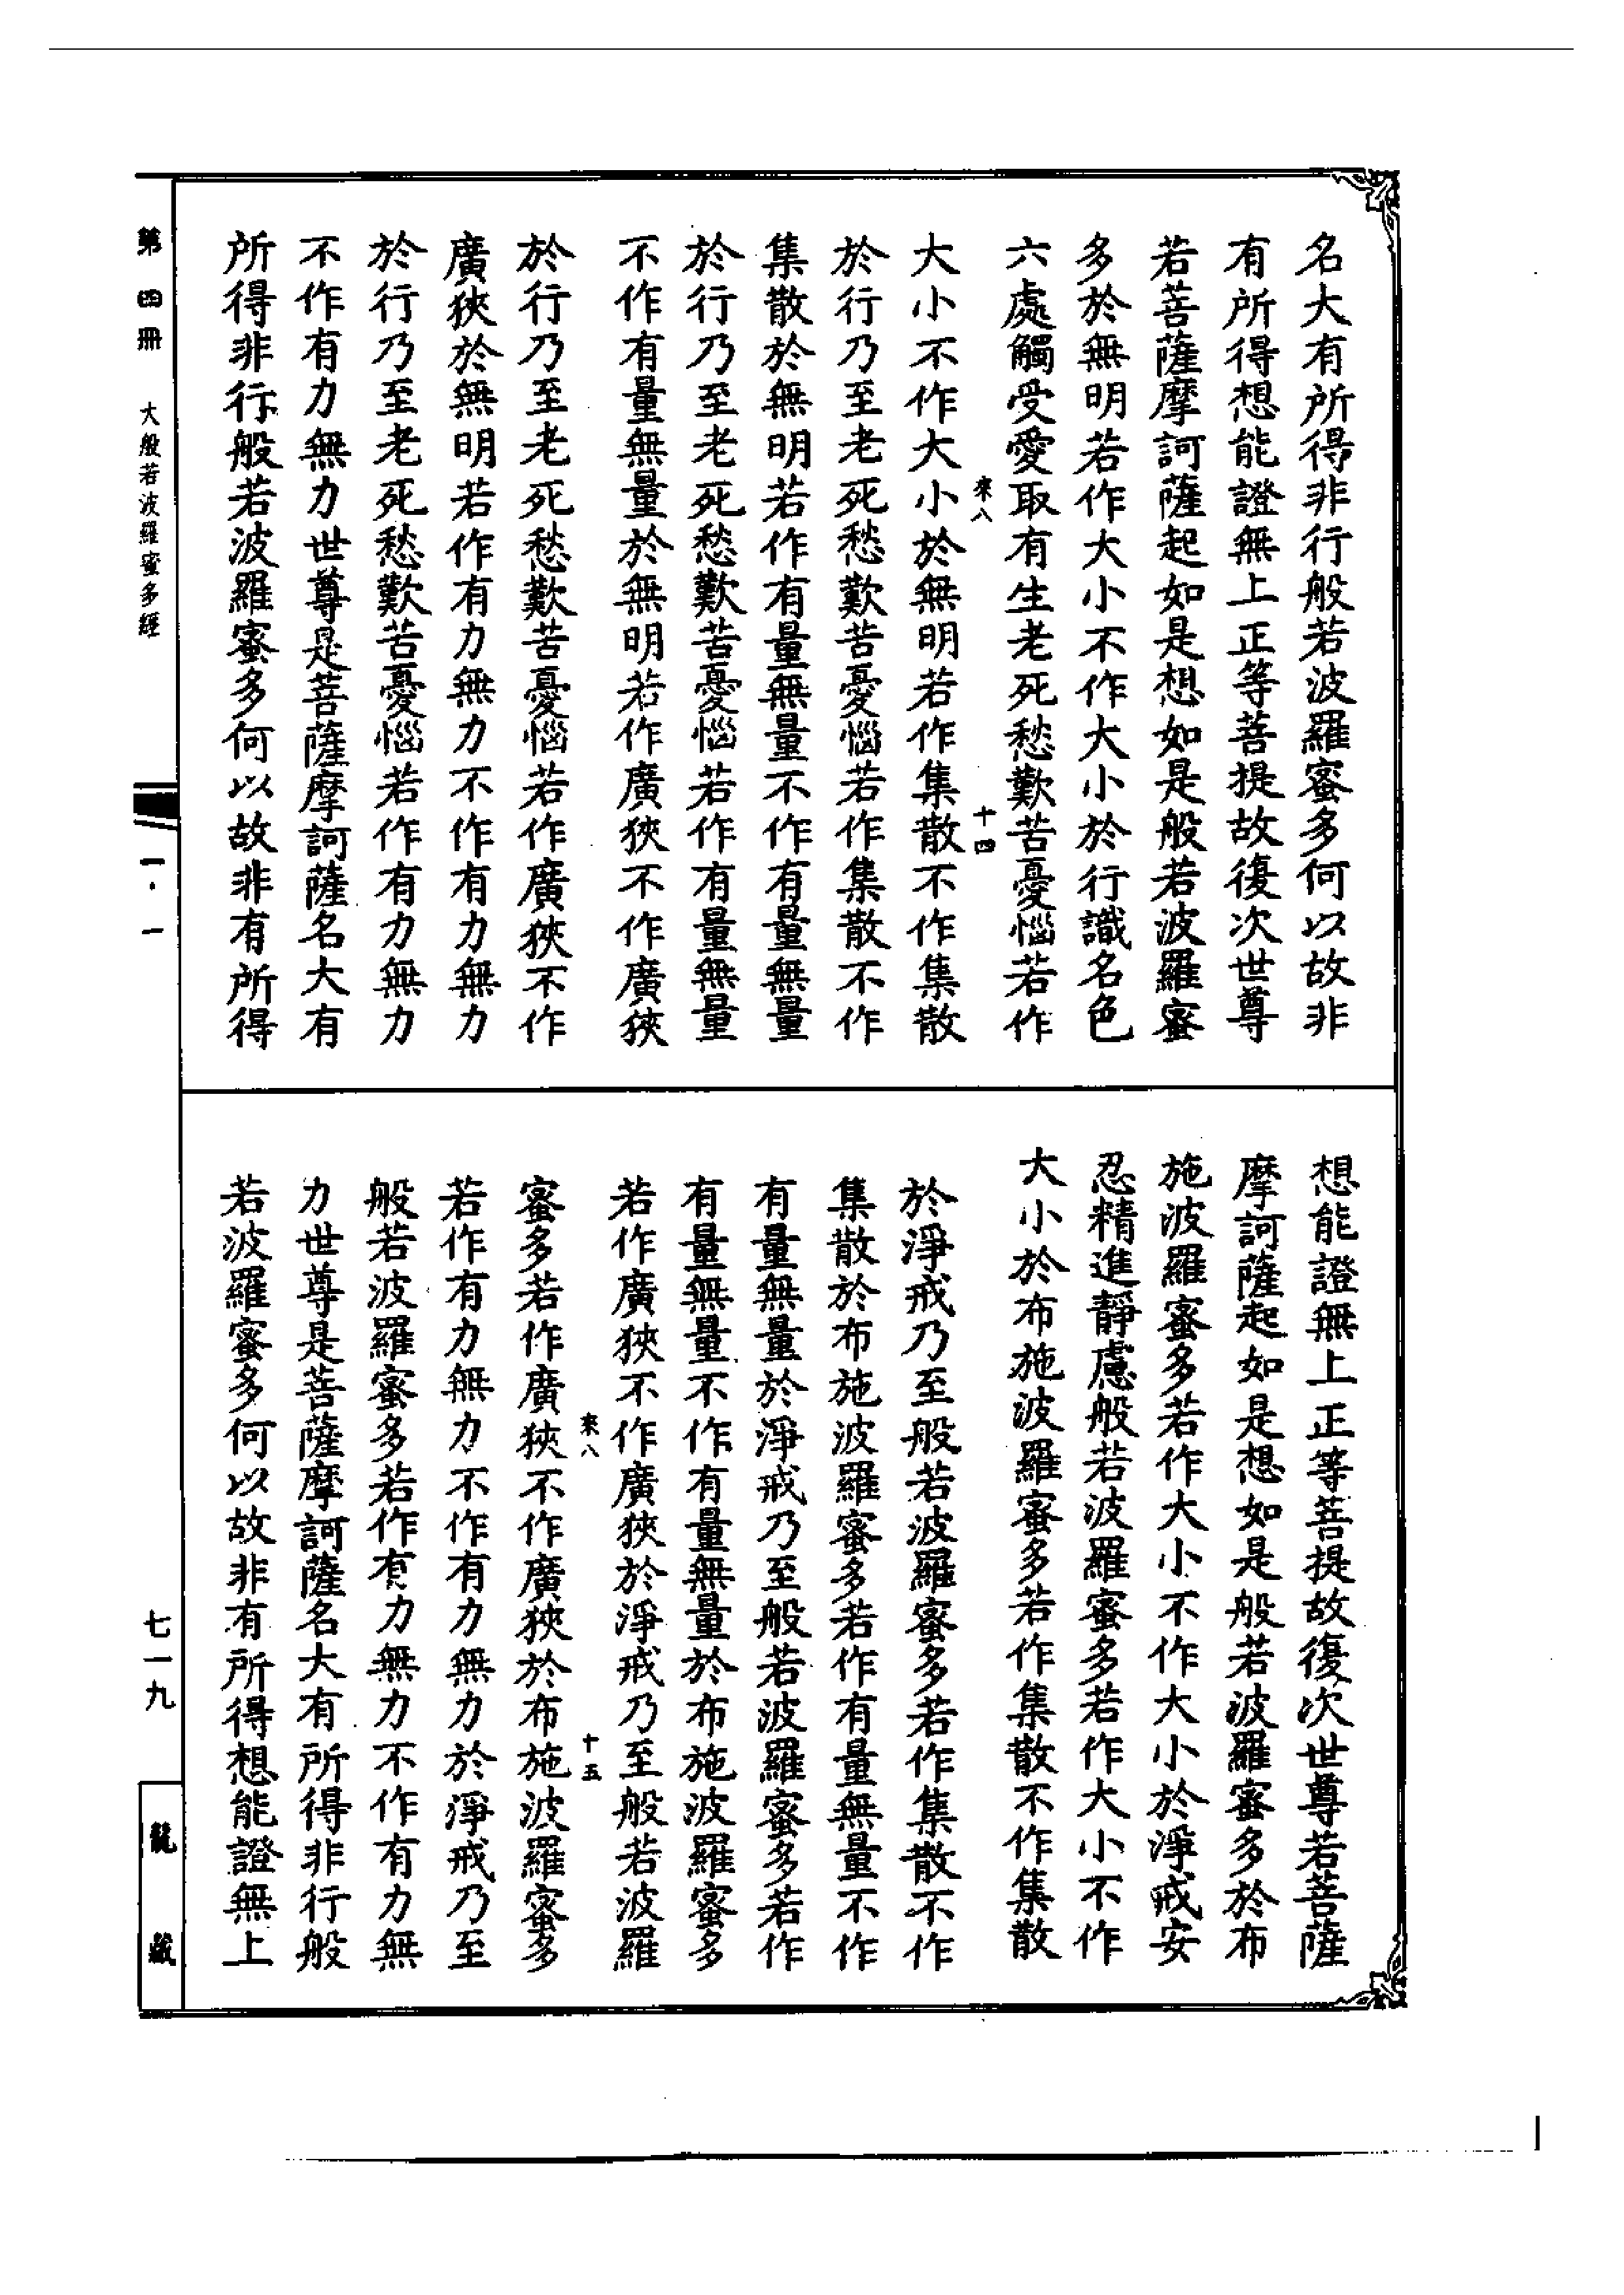 名大有所得非行般若波羅蜜多何以故非
有所得想能證無上正等菩提故復次世尊
若菩薩摩訶薩起如是想如是般若波羅蜜
多於無明若作大小不作大小於行識名色
六處觸受愛取有生老死愁歎苦憂惱若作
來八 十四
大小不作大小於無明若作集散不作集散
於行乃至老死愁歎苦憂惱若作集散不作
集散於無明若作有量無量不作有量無量
於行乃至老死愁歎苦憂惱若作有量無量
不作有量無量於無明若作廣狹不作廣狹
於行乃至老死愁歎苦憂惱若作廣狹不作
廣狹於無明若作有力無力不作有力無力
於行乃至老死愁歎苦憂惱若作有力無力
不作有力無力世尊是菩薩摩訶薩名大有
所得非行般若波羅蜜多何以故非有所得
想能證無上正等菩提故復次世尊若菩薩
摩訶薩起如是想如是般若波羅蜜多於布
施波羅蜜多若作大小不作大小於淨戒安
忍精進靜慮般若波羅蜜多若作大小不作
大小於布施波羅蜜多若作集散不作集散
於淨戒乃至般若波羅蜜多若作集散不作
集散於布施波羅蜜多若作有量無量不作
有量無量於淨戒乃至般若波羅蜜多若作
有量無量不作有量無量於布施波羅蜜多
若作廣狹不作廣狹於淨戒乃至般若波羅
來八 十五
蜜多若作廣狹不作廣狹於布施波羅蜜多
若作有力無力不作有力無力於淨戒乃至
般若波羅蜜多若作有力無力不作有力無
力世尊是菩薩摩訶薩名大有所得非行般
若波羅蜜多何以故非有所得想能證無上
第四冊 大般若波羅蜜多經 一·一 七一九 龍藏